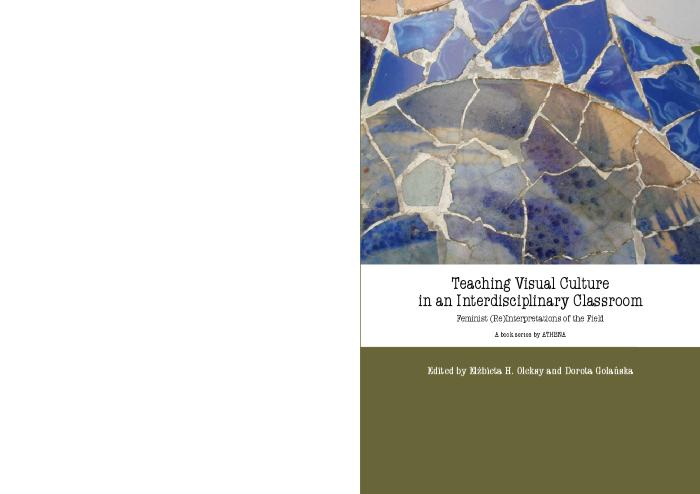 Teaching Visual Culture
in an Interdisciplinary Classroom
Feminist (Re)Interpretations of the Field
A book series by ATHENA
Edited by Elżbieta H. Oleksy and Dorota Golańska